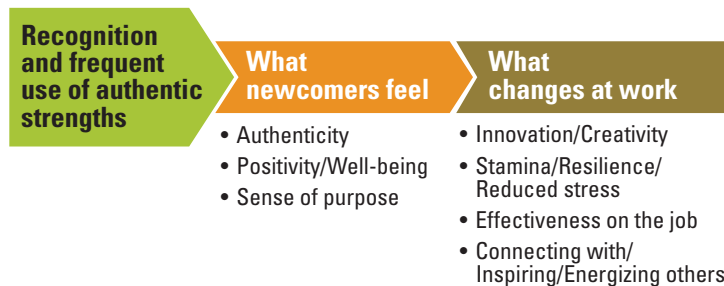 Recognition
and frequent
use of authentic
strengths
What
newcomers feel
• Authenticity
• Positivity/Well-being
• Sense of purpose
What
changes at work
• Innovation/Creativity
• Stamina/Resilience/
Reduced stress
• Effectiveness on the job
• Connecting with/
Inspiring/Energizing others